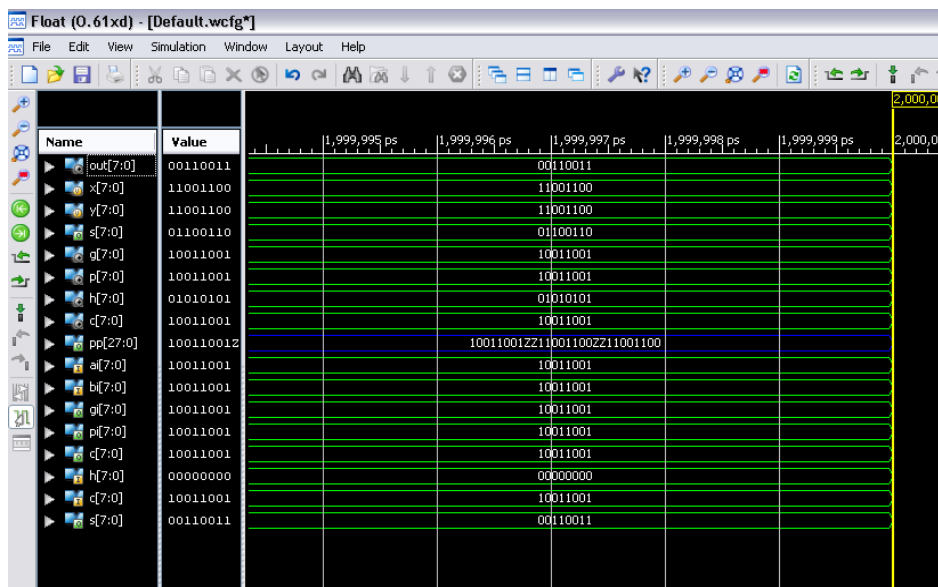 Float (0.61xd) - [Default.wcfg*]
File Edit View Simulation Window Layout Help
2,000,0
Name Value 1,999,995 ps 1,999,996 ps 1,999,997 ps 1,999,998 ps 1,999,999 ps 2,000,0
out[7:0] 00110011 00110011
x[7:0] 11001100 11001100
y[7:0] 11001100 11001100
s[7:0] 01100110 01100110
g[7:0] 10011001 10011001
p[7:0] 10011001 10011001
h[7:0] 01010101 01010101
c[7:0] 10011001 10011001
pp[27:0] 10011001Z 10011001ZZ11001100ZZ11001100
ai[7:0] 10011001 10011001
bi[7:0] 10011001 10011001
gi[7:0] 10011001 10011001
pi[7:0] 10011001 10011001
c[7:0] 10011001 10011001
h[7:0] 00000000 00000000
c[7:0] 10011001 10011001
s[7:0] 00110011 00110011